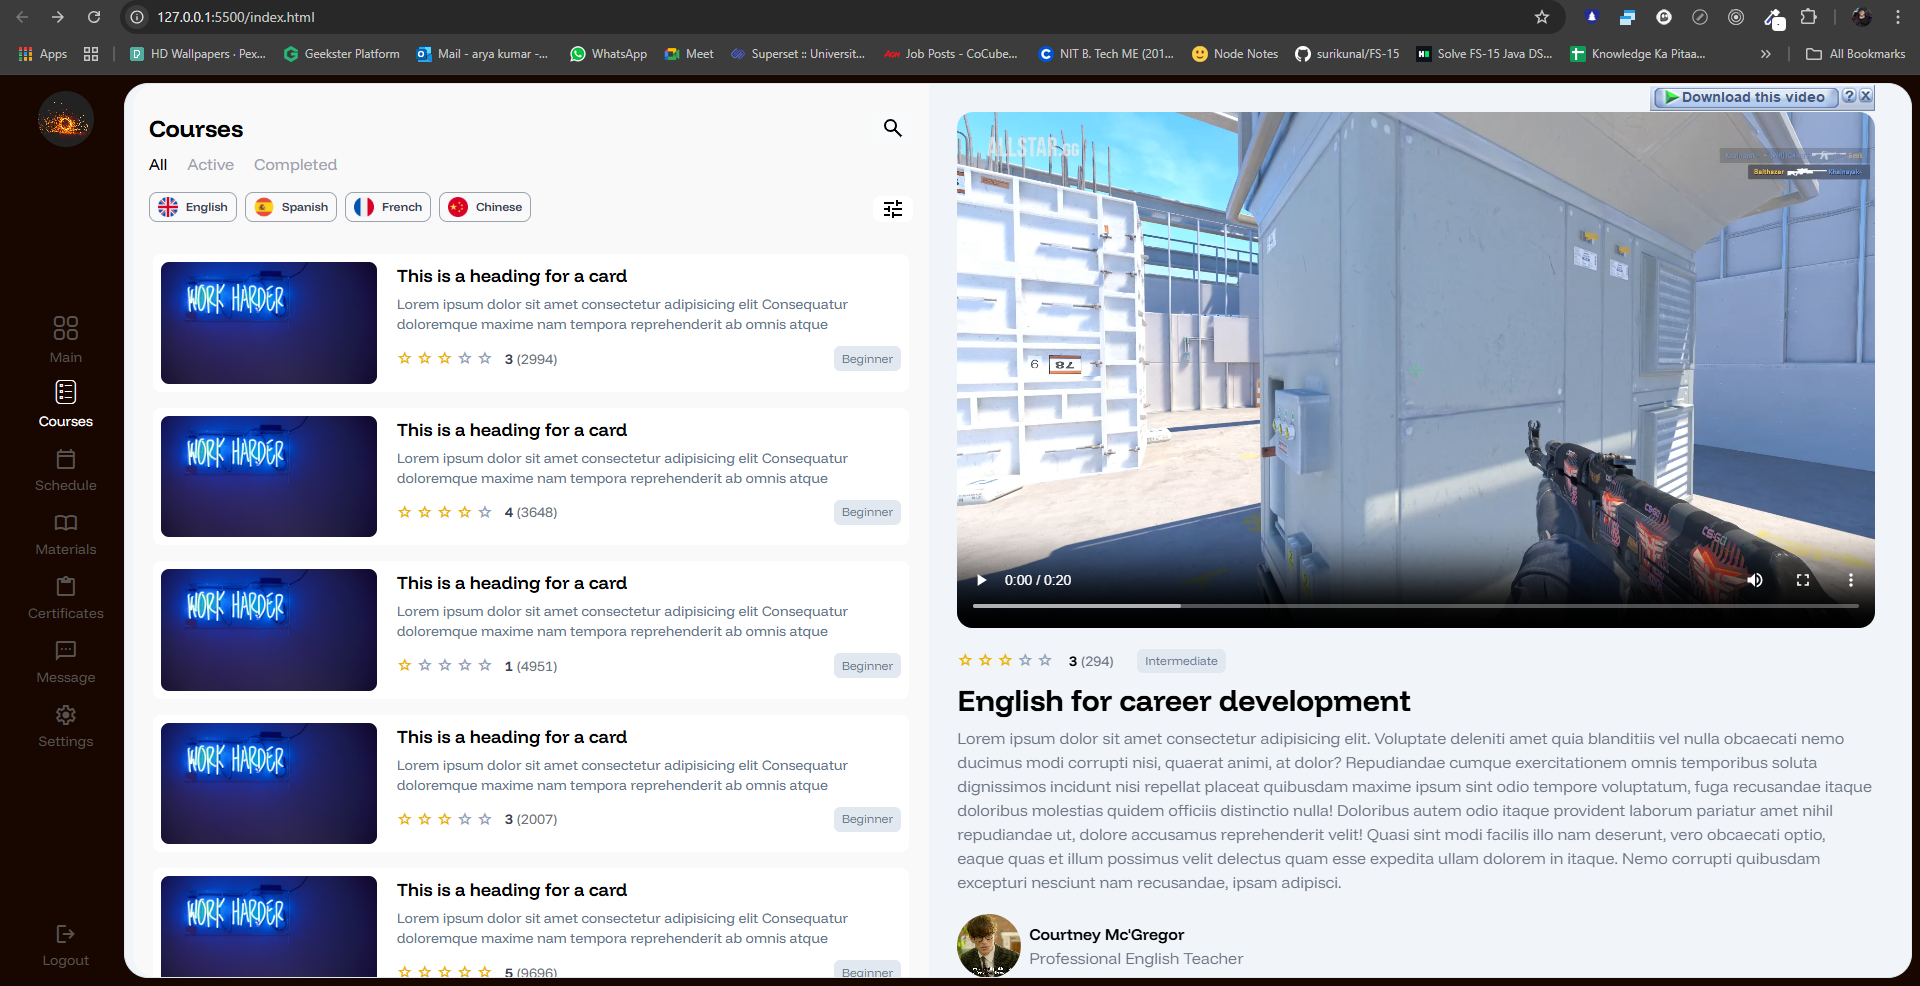 127.0.0.1:5500/index.html
Apps
HD Wallpapers · Pex...
Geekster Platform
Mail - arya kumar -...
WhatsApp
Meet
Superset :: Universit...
Job Posts - CoCube...
NIT B. Tech ME (201...
Node Notes
surikunal/FS-15
Solve FS-15 Java DS...
Knowledge Ka Pitaa...
All Bookmarks
Main
Courses
Schedule
Materials
Certificates
Message
Settings
Logout
Courses
All Active Completed
English Spanish French Chinese
WORK HARDER
This is a heading for a card
Lorem ipsum dolor sit amet consectetur adipisicing elit Consequatur
doloremque maxime nam tempora reprehenderit ab omnis atque
3 (2994)
Beginner
WORK HARDER
This is a heading for a card
Lorem ipsum dolor sit amet consectetur adipisicing elit Consequatur
doloremque maxime nam tempora reprehenderit ab omnis atque
4 (3648)
Beginner
WORK HARDER
This is a heading for a card
Lorem ipsum dolor sit amet consectetur adipisicing elit Consequatur
doloremque maxime nam tempora reprehenderit ab omnis atque
1 (4951)
Beginner
WORK HARDER
This is a heading for a card
Lorem ipsum dolor sit amet consectetur adipisicing elit Consequatur
doloremque maxime nam tempora reprehenderit ab omnis atque
3 (2007)
Beginner
WORK HARDER
This is a heading for a card
Lorem ipsum dolor sit amet consectetur adipisicing elit Consequatur
doloremque maxime nam tempora reprehenderit ab omnis atque
5 (9696)
Beginner
Download this video ? X
ALLSTAR.GG
Balthezar Khainayaks
9 78
CS:GO
0:00 / 0:20
3 (294) Intermediate
English for career development
Lorem ipsum dolor sit amet consectetur adipisicing elit. Voluptate deleniti amet quia blanditiis vel nulla obcaecati nemo
ducimus modi corrupti nisi, quaerat animi, at dolor? Repudiandae cumque exercitationem omnis temporibus soluta
dignissimos incidunt nisi repellat placeat quibusdam maxime ipsum sint odio tempore voluptatum, fuga recusandae itaque
doloribus molestias quidem officiis distinctio nulla! Doloribus autem odio itaque provident laborum pariatur amet nihil
repudiandae ut, dolore accusamus reprehenderit velit! Quasi sint modi facilis illo nam deserunt, vero obcaecati optio,
eaque quas et illum possimus velit delectus quam esse expedita ullam dolorem in itaque. Nemo corrupti quibusdam
excepturi nesciunt nam recusandae, ipsam adipisci.
Courtney Mc'Gregor
Professional English Teacher